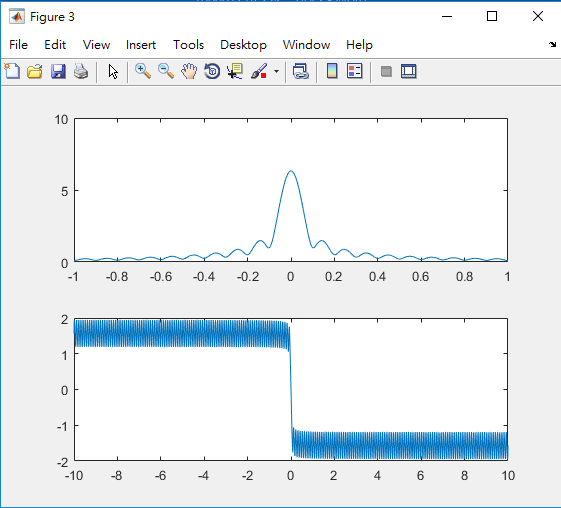 Figure 3
File Edit View Insert Tools Desktop Window Help
10
5
0
-1 -0.8 -0.6 -0.4 -0.2 0 0.2 0.4 0.6 0.8 1
2
1
0
-1
-2
-10 -8 -6 -4 -2 0 2 4 6 8 10